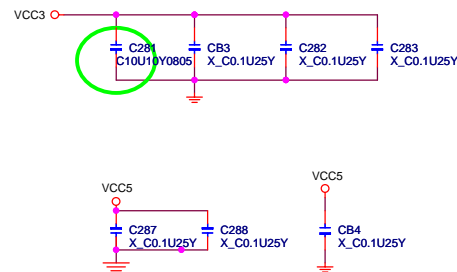 VCC3
C281
CB3
C282
C283
C10U10Y0805
X_C0.1U25Y
X_C0.1U25Y
X_C0.1U25Y
VCC5
VCC5
C287
C288
CB4
X_C0.1U25Y
X_C0.1U25Y
X_C0.1U25Y